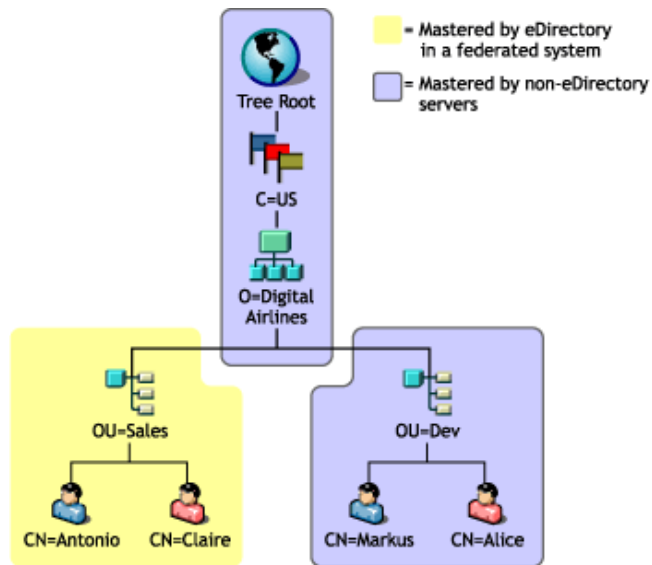 = Mastered by eDirectory
in a federated system
= Mastered by non-eDirectory
servers
Tree Root
C=US
O=Digital
Airlines
OU=Sales
OU=Dev
CN=Antonio
CN=Claire
CN=Markus
CN=Alice